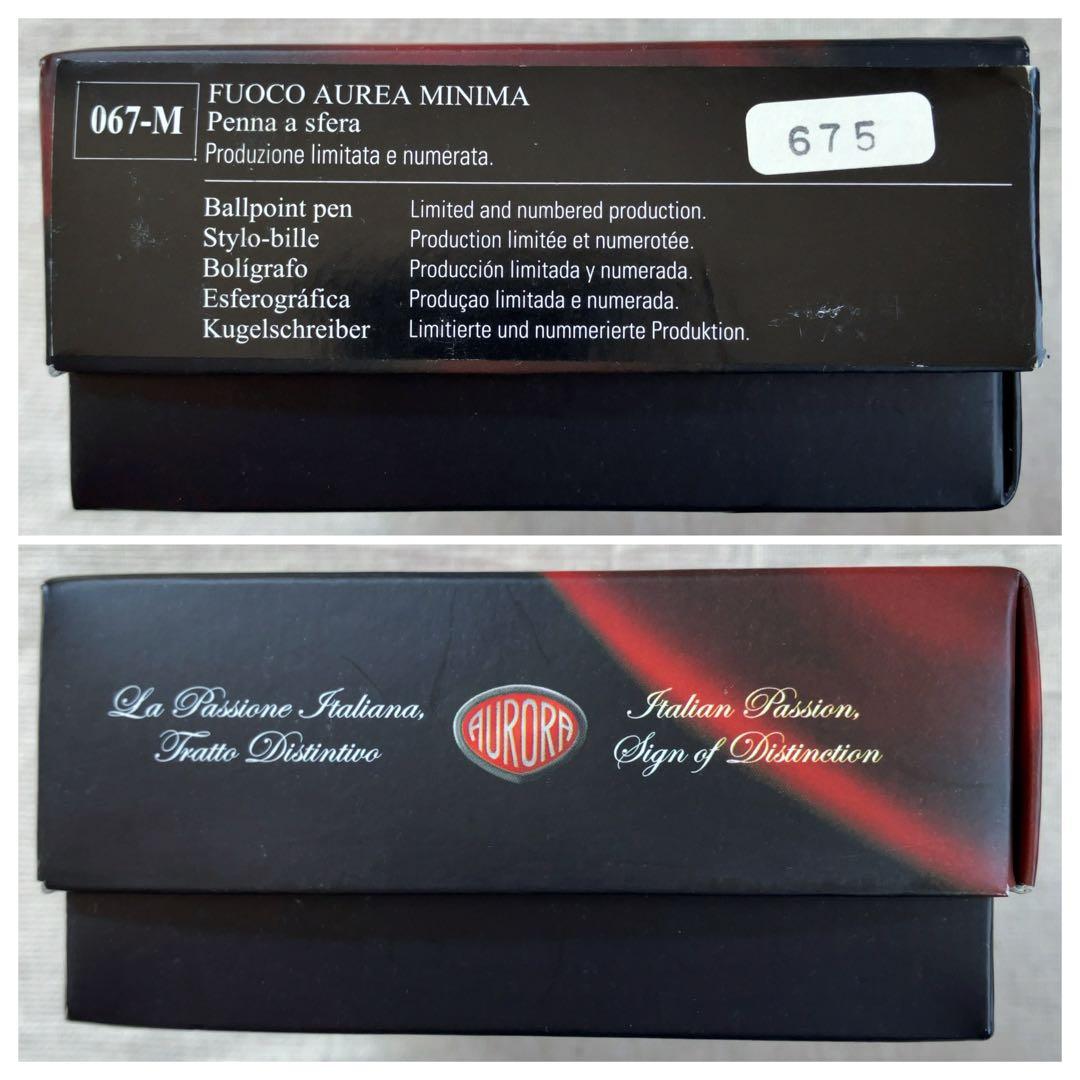 067-M
FUOCO AUREA MINIMA
Penna a sfera
Produzione limitata e numerata.
675
Ballpoint pen Limited and numbered production.
Stylo-bille Production limitée et numerotée.
Bolígrafo Producción limitada y numerada.
Esferográfica Produçao limitada e numerada.
Kugelschreiber Limitierte und nummerierte Produktion.
La Passione Italiana,
Tratto Distintivo
AURORA
Italian Passion,
Sign of Distinction